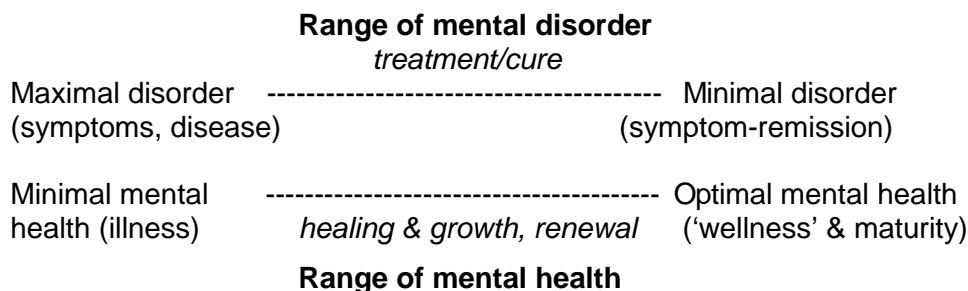 Range of mental disorder
treatment/cure
Maximal disorder ---------------------------------------- Minimal disorder
(symptoms, disease) (symptom-remission)
Minimal mental ---------------------------------------- Optimal mental health
health (illness) healing & growth, renewal (‘wellness’ & maturity)
Range of mental health